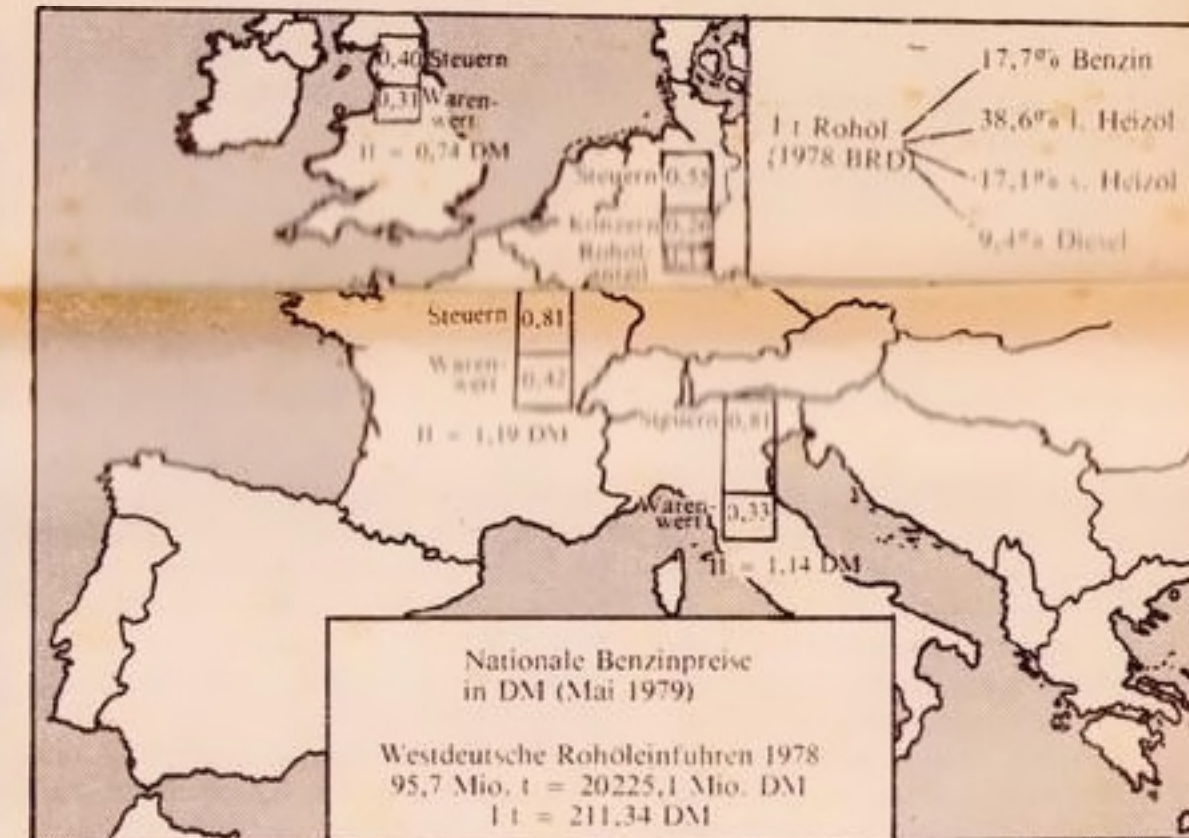 0,40 Steuern
0,31 Waren-
wert
1l = 0,74 DM
1 t Rohöl
(1978 BRD)
17,7% Benzin
38,6% l. Heizöl
17,1% s. Heizöl
9,4% Diesel
Steuern 0,55
Konzern 0,26
Rohöl-
anteil
Steuern 0,81
Waren-
wert 0,42
1l = 1,19 DM
Steuern 0,81
Waren-
wert 0,33
1l = 1,14 DM
Nationale Benzinpreise
in DM (Mai 1979)
Westdeutsche Rohöleinfuhren 1978
95,7 Mio. t = 20225,1 Mio. DM
1 t = 211,34 DM